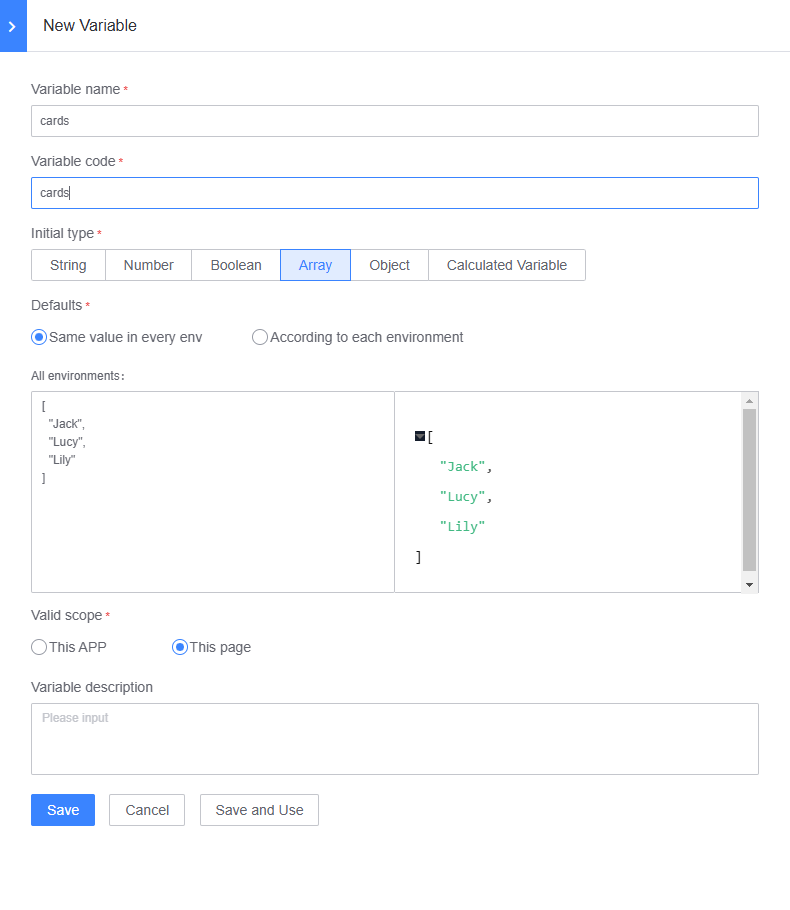 New Variable
Variable name *
cards
Variable code *
cards
Initial type *
String Number Boolean Array Object Calculated Variable
Defaults *
Same value in every env According to each environment
All environments:
[
"Jack",
"Lucy",
"Lily"
]
[
"Jack",
"Lucy",
"Lily"
]
Valid scope *
This APP This page
Variable description
Please input
Save Cancel Save and Use